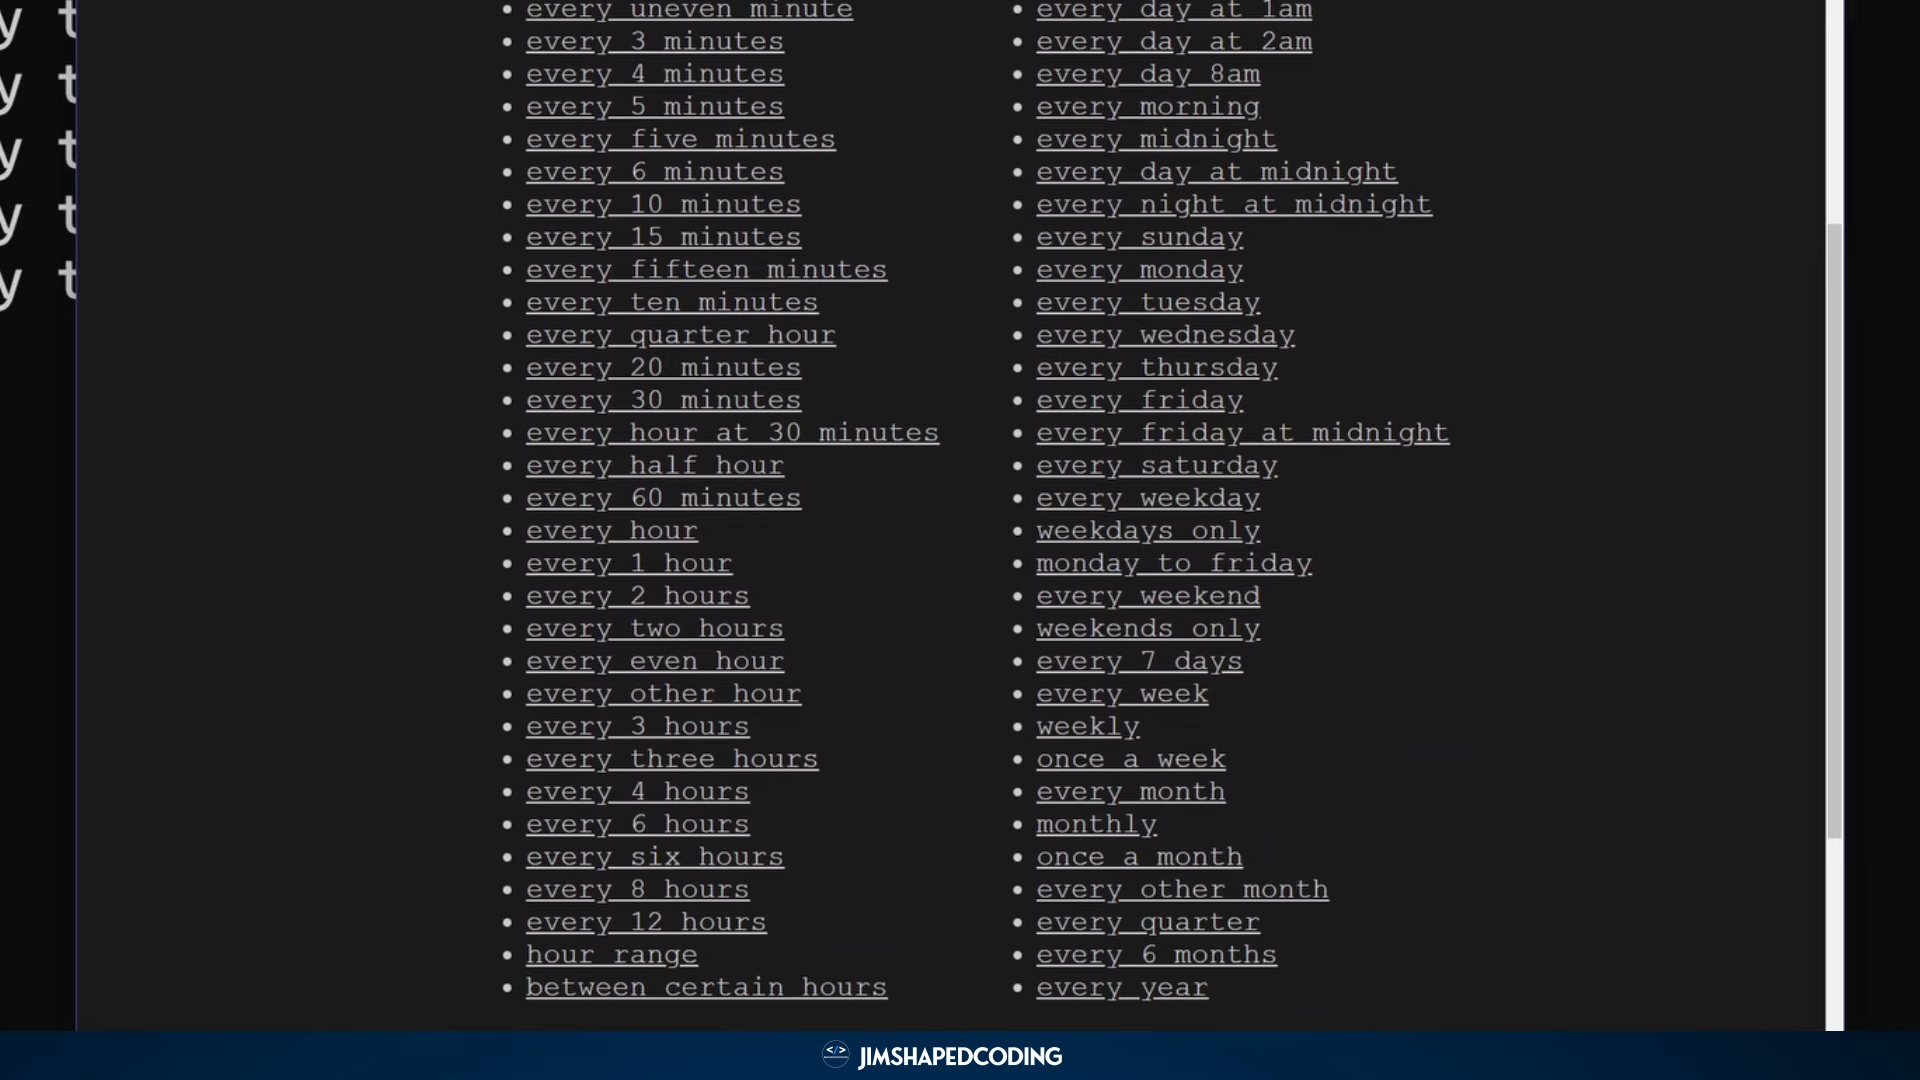 y t
y t
y t
y t
y t
every uneven minute
every 3 minutes
every 4 minutes
every 5 minutes
every five minutes
every 6 minutes
every 10 minutes
every 15 minutes
every fifteen minutes
every ten minutes
every quarter hour
every 20 minutes
every 30 minutes
every hour at 30 minutes
every half hour
every 60 minutes
every hour
every 1 hour
every 2 hours
every two hours
every even hour
every other hour
every 3 hours
every three hours
every 4 hours
every 6 hours
every six hours
every 8 hours
every 12 hours
hour range
between certain hours
every day at 1am
every day at 2am
every day 8am
every morning
every midnight
every day at midnight
every night at midnight
every sunday
every monday
every tuesday
every wednesday
every thursday
every friday
every friday at midnight
every saturday
every weekday
weekdays only
monday to friday
every weekend
weekends only
every 7 days
every week
weekly
once a week
every month
monthly
once a month
every other month
every quarter
every 6 months
every year
JIMSHAPEDCODING